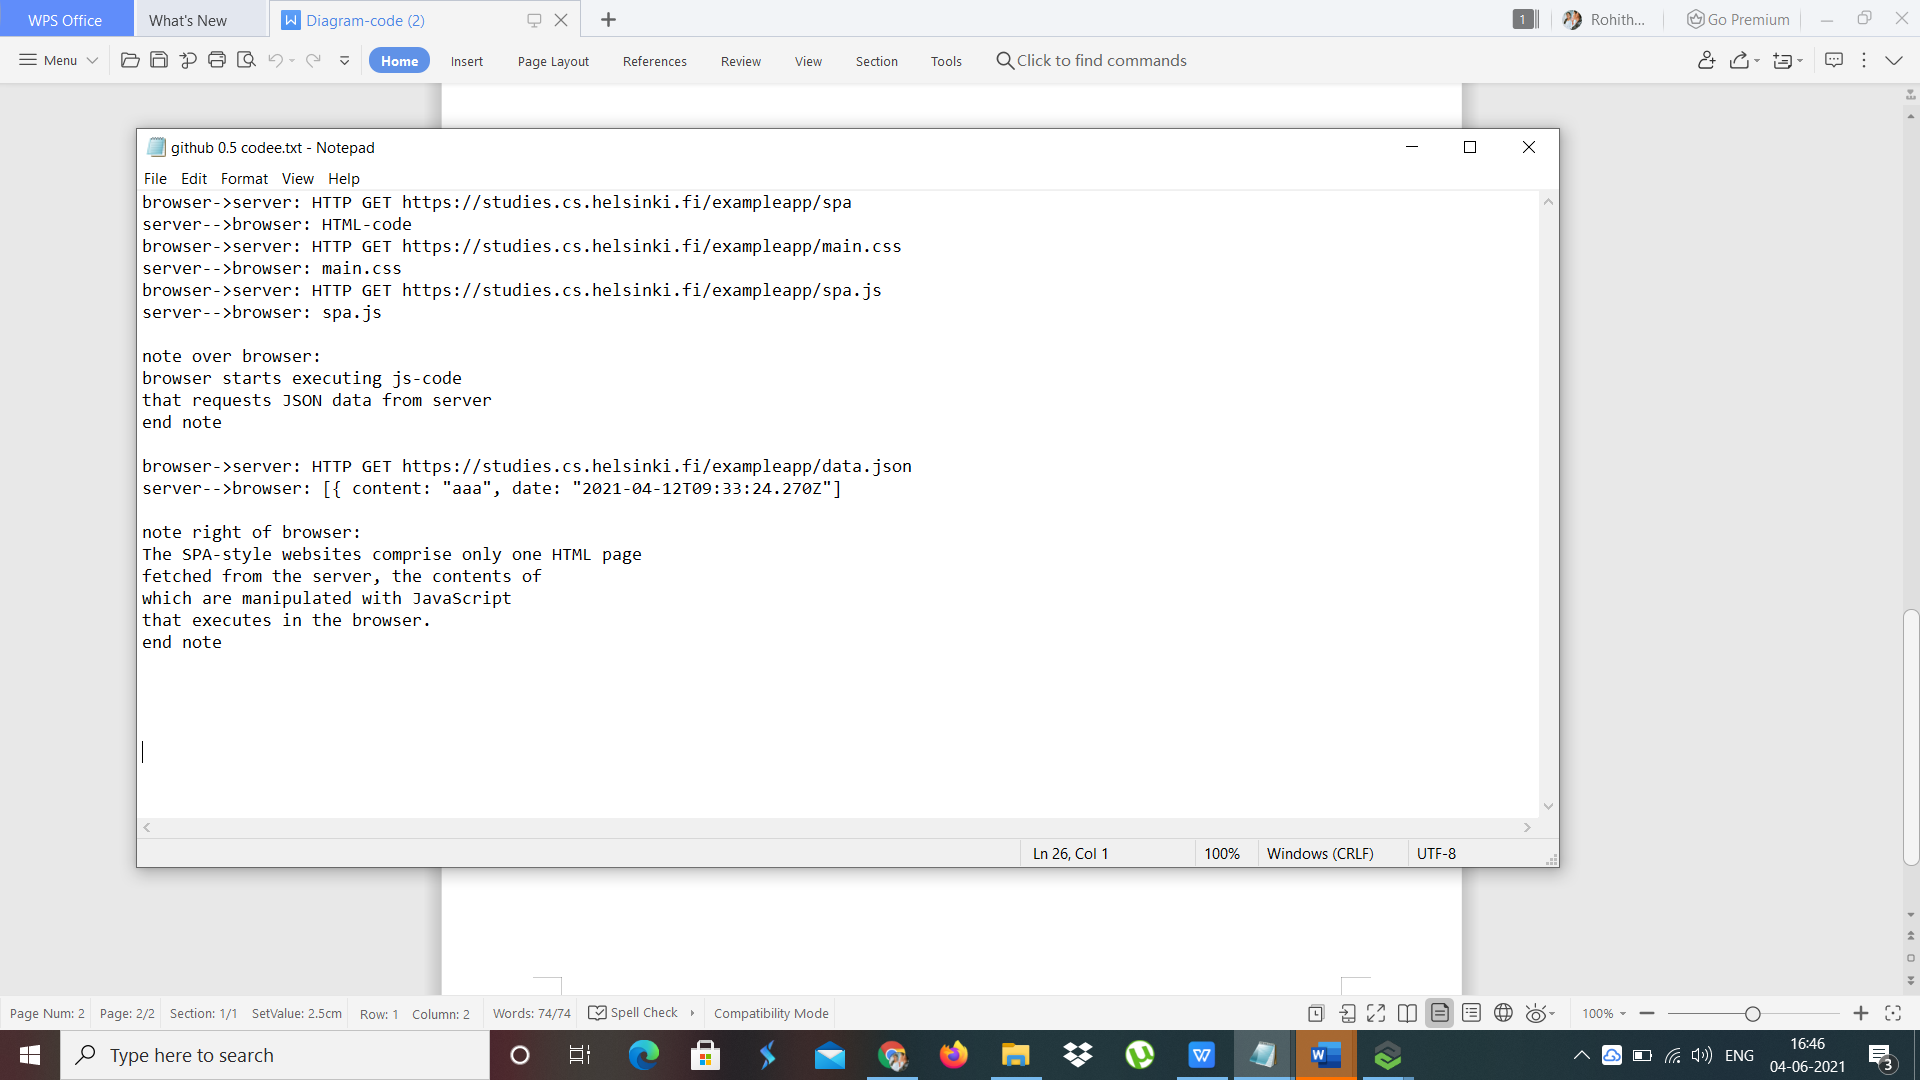 WPS Office
What's New
Diagram-code (2)
1
Rohith...
Go Premium
Menu
Home
Insert
Page Layout
References
Review
View
Section
Tools
Click to find commands
github 0.5 codee.txt - Notepad
File Edit Format View Help
browser->server: HTTP GET https://studies.cs.helsinki.fi/exampleapp/spa
server-->browser: HTML-code
browser->server: HTTP GET https://studies.cs.helsinki.fi/exampleapp/main.css
server-->browser: main.css
browser->server: HTTP GET https://studies.cs.helsinki.fi/exampleapp/spa.js
server-->browser: spa.js
note over browser:
browser starts executing js-code
that requests JSON data from server
end note
browser->server: HTTP GET https://studies.cs.helsinki.fi/exampleapp/data.json
server-->browser: [{ content: "aaa", date: "2021-04-12T09:33:24.270Z"]
note right of browser:
The SPA-style websites comprise only one HTML page
fetched from the server, the contents of
which are manipulated with JavaScript
that executes in the browser.
end note
Ln 26, Col 1
100%
Windows (CRLF)
UTF-8
Page Num: 2
Page: 2/2
Section: 1/1
SetValue: 2.5cm
Row: 1
Column: 2
Words: 74/74
Spell Check
Compatibility Mode
100%
Type here to search
ENG
16:46
04-06-2021
3